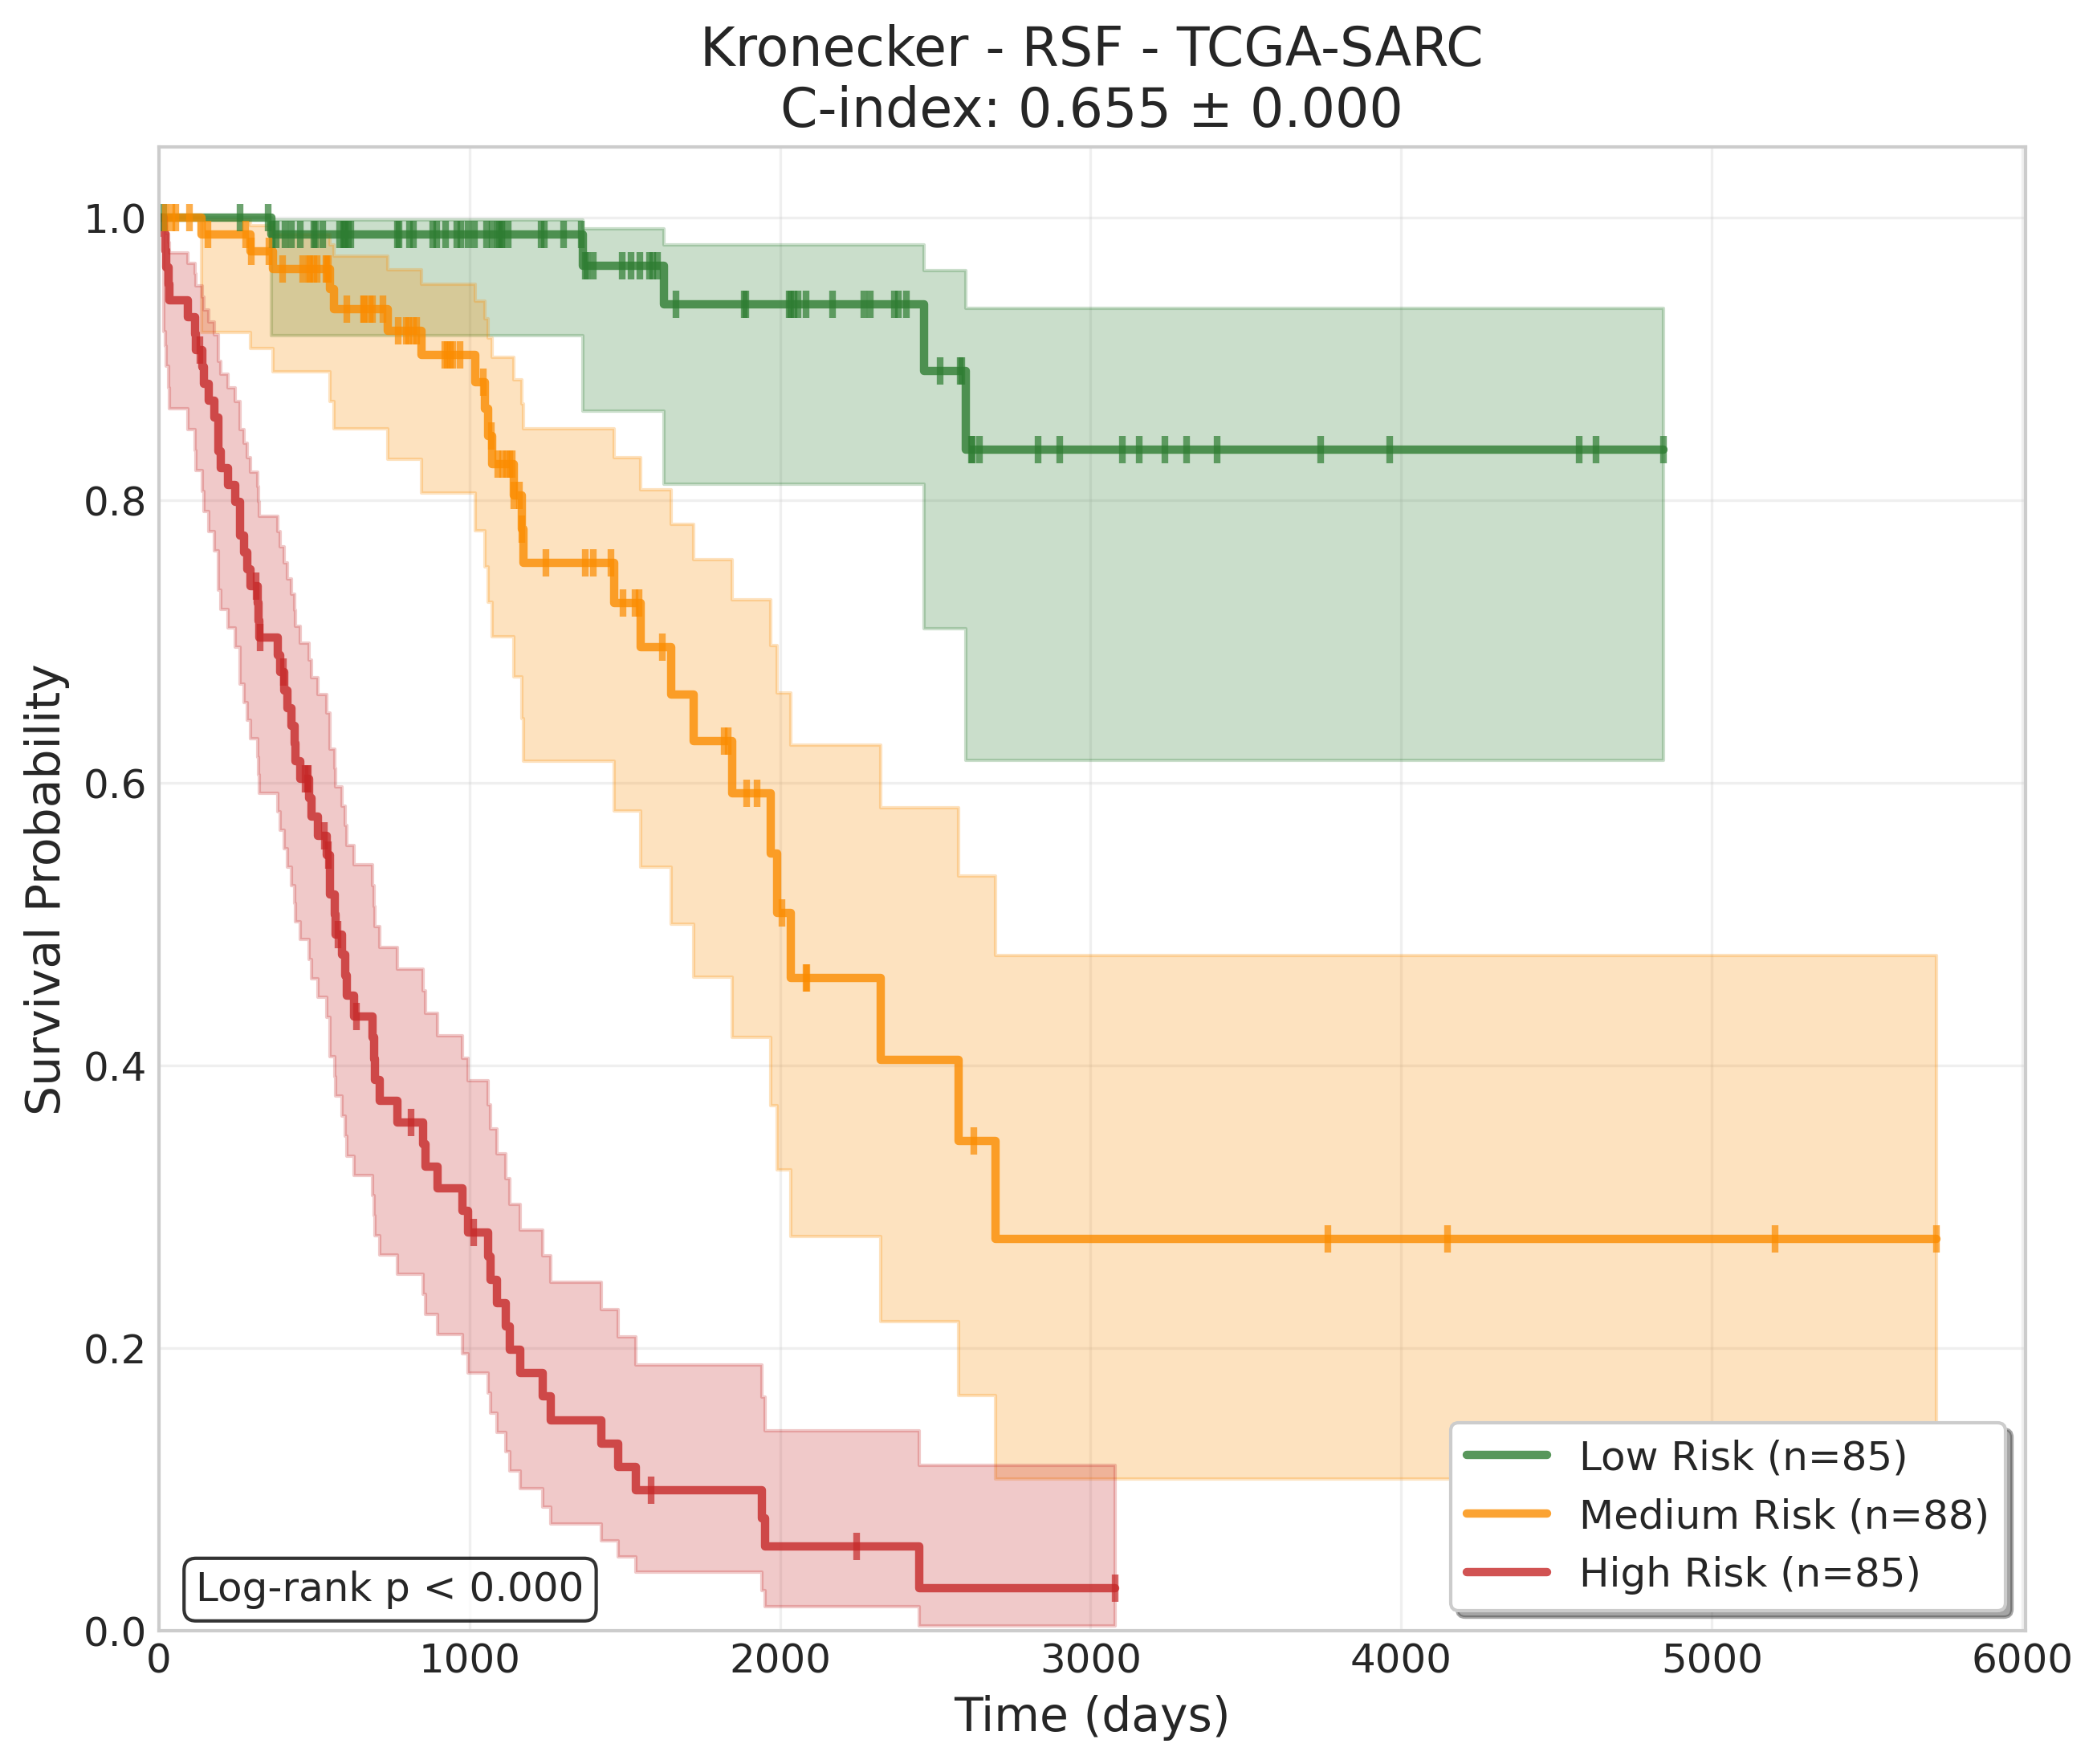 Kronecker - RSF - TCGA-SARC
C-index: 0.655 ± 0.000
Survival Probability
1.0
0.8
0.6
0.4
0.2
0.0
Log-rank p < 0.000
Low Risk (n=85)
Medium Risk (n=88)
High Risk (n=85)
0 1000 2000 3000 4000 5000 6000
Time (days)